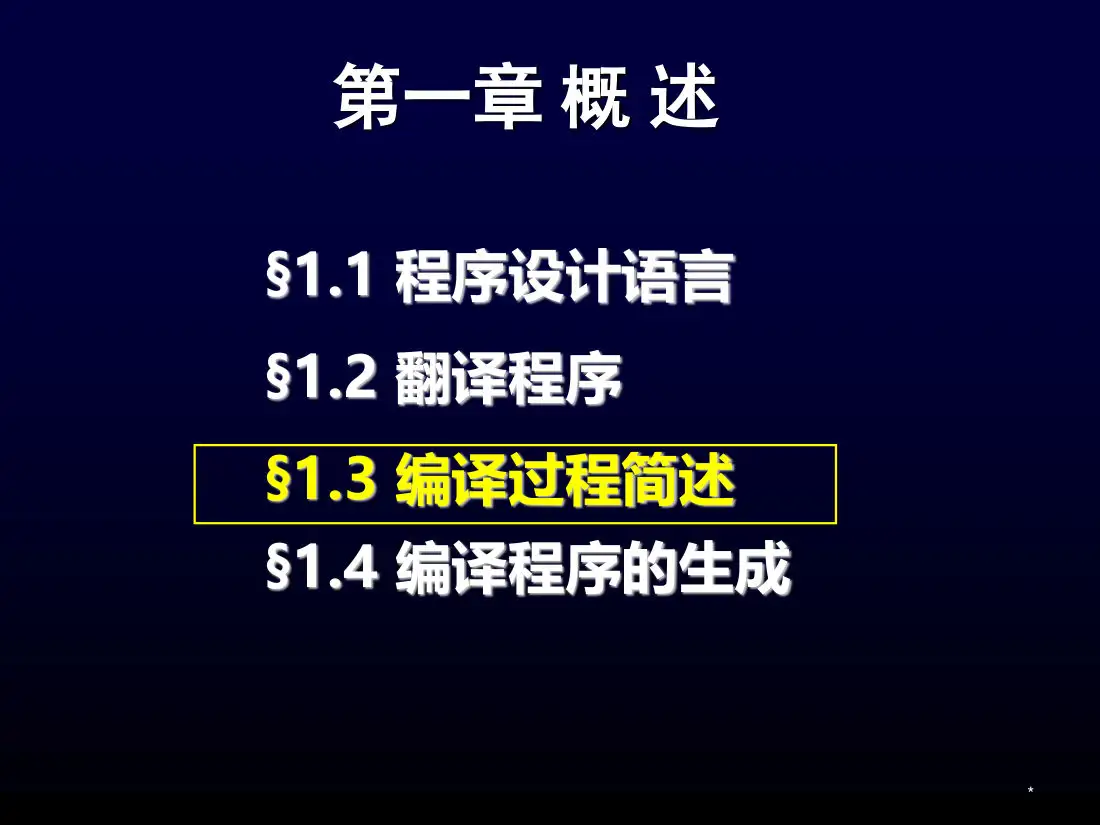 第一章 概 述
§1.1 程序设计语言
§1.2 翻译程序
§1.3 编译过程简述
§1.4 编译程序的生成
*